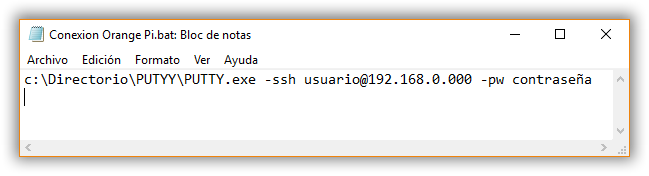 Conexion Orange Pi.bat: Bloc de notas
Archivo Edición Formato Ver Ayuda
c:\Directorio\PUTYY\PUTTY.exe -ssh usuario@192.168.0.000 -pw contraseña